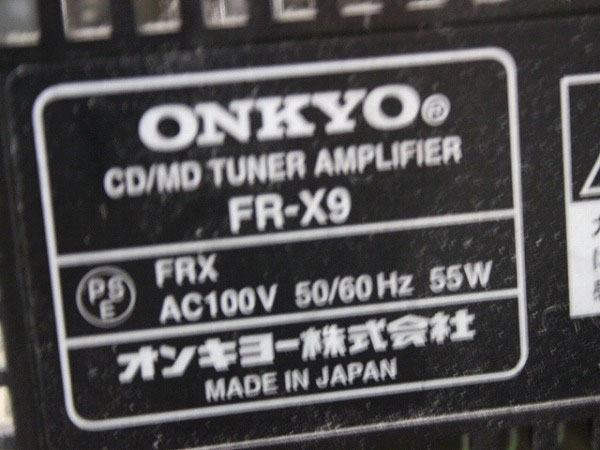 ONKYO®
CD/MD TUNER AMPLIFIER
FR-X9
PS
E
FRX
AC100V 50/60Hz 55W
オンキヨー株式会社
MADE IN JAPAN